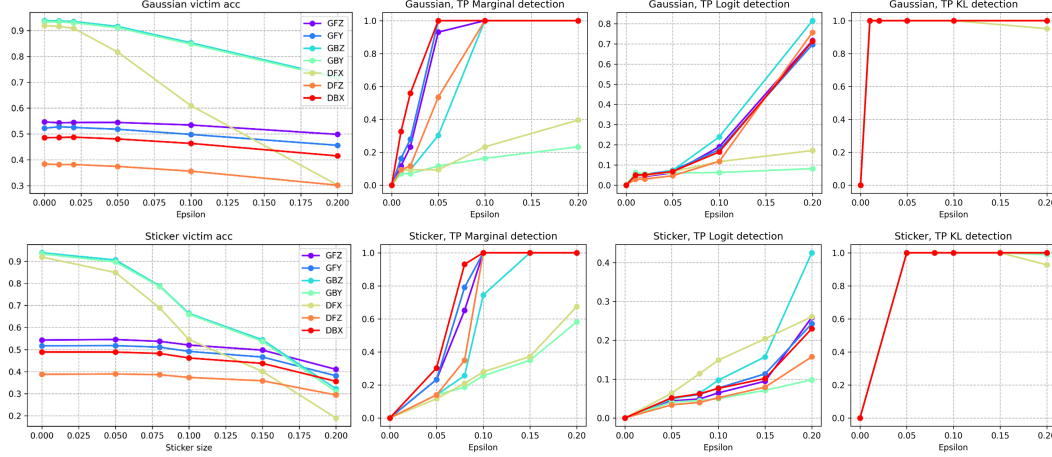 Gaussian victim acc
0.9
0.8
0.7
0.6
0.5
0.4
0.3
GFZ
GFY
GBZ
GBY
DFX
DFZ
DBX
0.000 0.025 0.050 0.075 0.100 0.125 0.150 0.175 0.200
Epsilon
Gaussian, TP Marginal detection
1.0
0.8
0.6
0.4
0.2
0.0
0.00 0.05 0.10 0.15 0.20
Epsilon
Gaussian, TP Logit detection
0.8
0.7
0.6
0.5
0.4
0.3
0.2
0.1
0.0
0.00 0.05 0.10 0.15 0.20
Epsilon
Gaussian, TP KL detection
1.0
0.8
0.6
0.4
0.2
0.0
0.00 0.05 0.10 0.15 0.20
Epsilon
Sticker victim acc
0.9
0.8
0.7
0.6
0.5
0.4
0.3
0.2
GFZ
GFY
GBZ
GBY
DFX
DFZ
DBX
0.000 0.025 0.050 0.075 0.100 0.125 0.150 0.175 0.200
Sticker size
Sticker, TP Marginal detection
1.0
0.8
0.6
0.4
0.2
0.0
0.00 0.05 0.10 0.15 0.20
Epsilon
Sticker, TP Logit detection
0.4
0.3
0.2
0.1
0.0
0.00 0.05 0.10 0.15 0.20
Epsilon
Sticker, TP KL detection
1.0
0.8
0.6
0.4
0.2
0.0
0.00 0.05 0.10 0.15 0.20
Epsilon